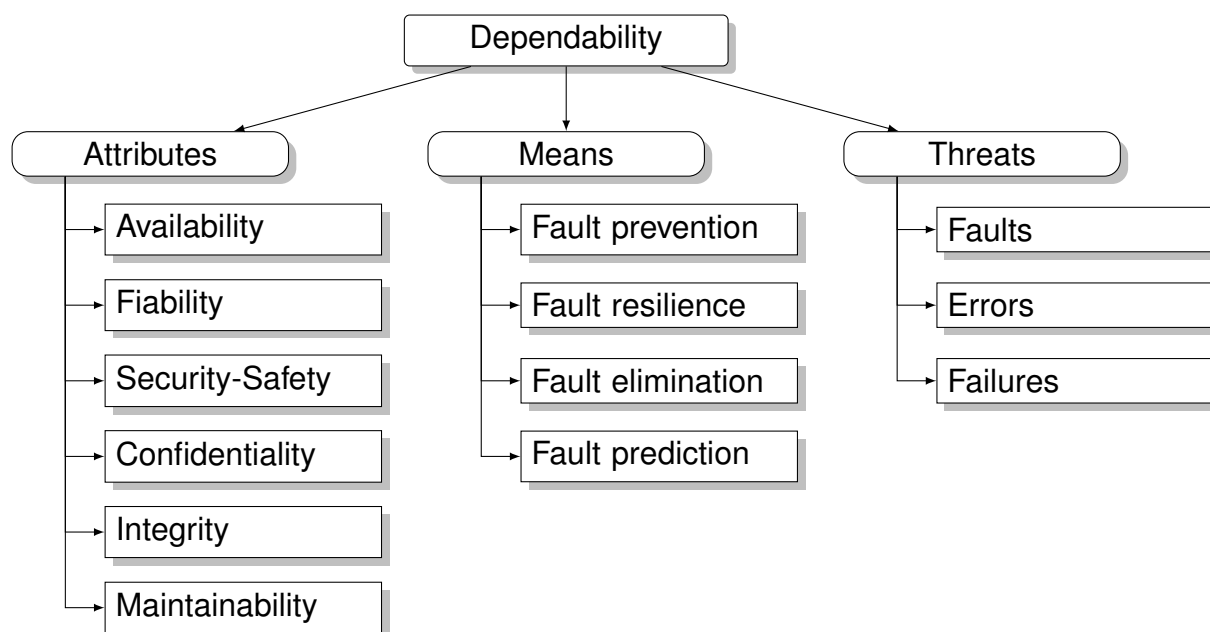 Dependability
Attributes
Means
Threats
Availability
Fiability
Security-Safety
Confidentiality
Integrity
Maintainability
Fault prevention
Fault resilience
Fault elimination
Fault prediction
Faults
Errors
Failures